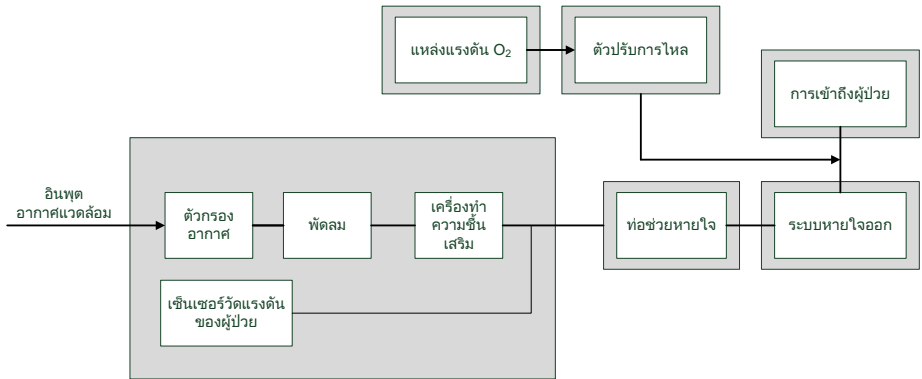 แหล่งแรงดัน O₂
ตัวปรับการไหล
การเข้าถึงผู้ป่วย
อินพุต
อากาศแวดล้อม
ตัวกรอง
อากาศ
พัดลม
เครื่องทำ
ความชื้น
เสริม
ท่อช่วยหายใจ
ระบบหายใจออก
เซ็นเซอร์วัดแรงดัน
ของผู้ป่วย